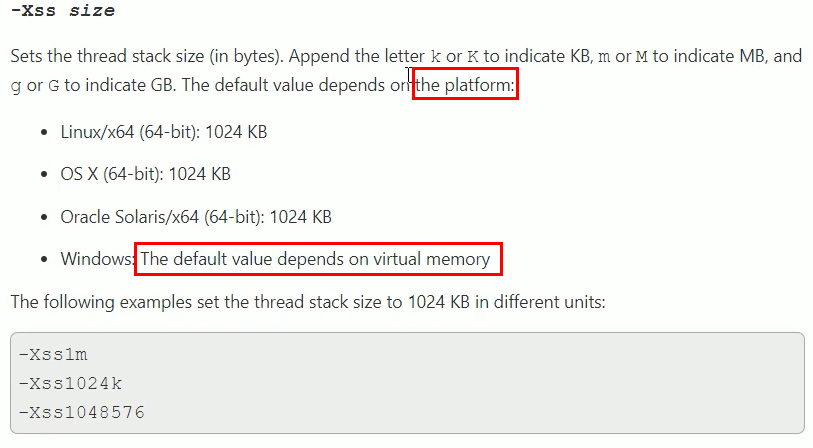 -Xss size
Sets the thread stack size (in bytes). Append the letter k or K to indicate KB, m or M to indicate MB, and
g or G to indicate GB. The default value depends on the platform:
• Linux/x64 (64-bit): 1024 KB
• OS X (64-bit): 1024 KB
• Oracle Solaris/x64 (64-bit): 1024 KB
• Windows: The default value depends on virtual memory
The following examples set the thread stack size to 1024 KB in different units:
-Xss1m
-Xss1024k
-Xss1048576